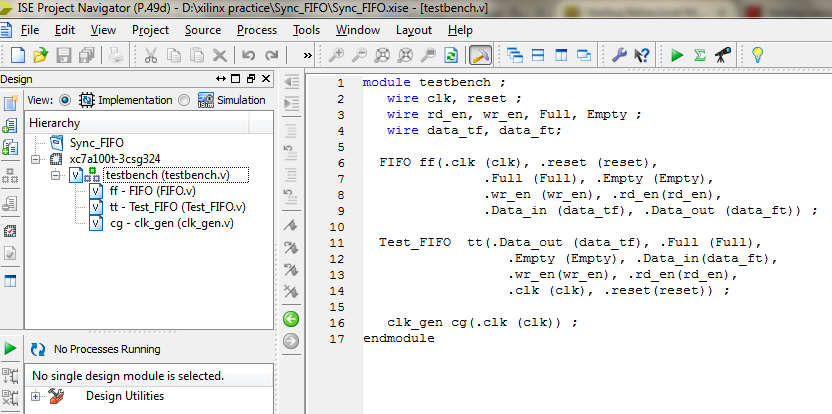 ISE Project Navigator (P.49d) - D:\xilinx practice\Sync_FIFO\Sync_FIFO.xise - [testbench.v]
File Edit View Project Source Process Tools Window Layout Help
Design
View: Implementation Simulation
Hierarchy
Sync_FIFO
xc7a100t-3csg324
testbench (testbench.v)
ff - FIFO (FIFO.v)
tt - Test_FIFO (Test_FIFO.v)
cg - clk_gen (clk_gen.v)
No Processes Running
No single design module is selected.
Design Utilities
1 module testbench ;
2 wire clk, reset ;
3 wire rd_en, wr_en, Full, Empty ;
4 wire data_tf, data_ft;
5
6 FIFO ff(.clk (clk), .reset (reset),
7 .Full (Full), .Empty (Empty),
8 .wr_en (wr_en), .rd_en(rd_en),
9 .Data_in (data_tf), .Data_out (data_ft)) ;
10
11 Test_FIFO tt(.Data_out (data_tf), .Full (Full),
12 .Empty (Empty), .Data_in(data_ft),
13 .wr_en(wr_en), .rd_en(rd_en),
14 .clk (clk), .reset(reset)) ;
15
16 clk_gen cg(.clk (clk)) ;
17 endmodule